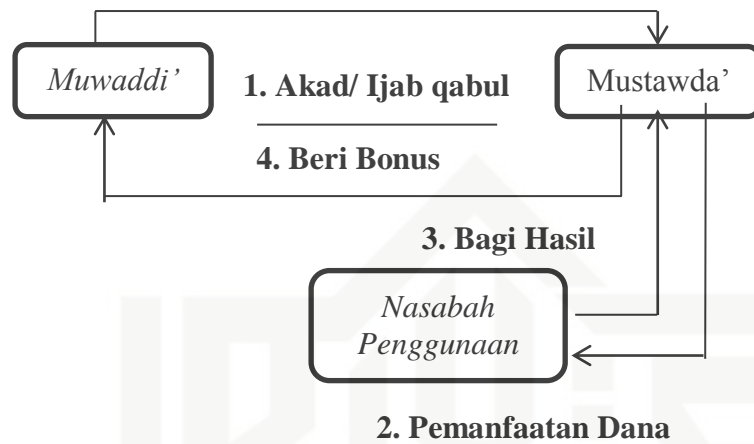 Muwaddi’
1. Akad/ Ijab qabul
Mustawda’
4. Beri Bonus
3. Bagi Hasil
Nasabah
Penggunaan
2. Pemanfaatan Dana